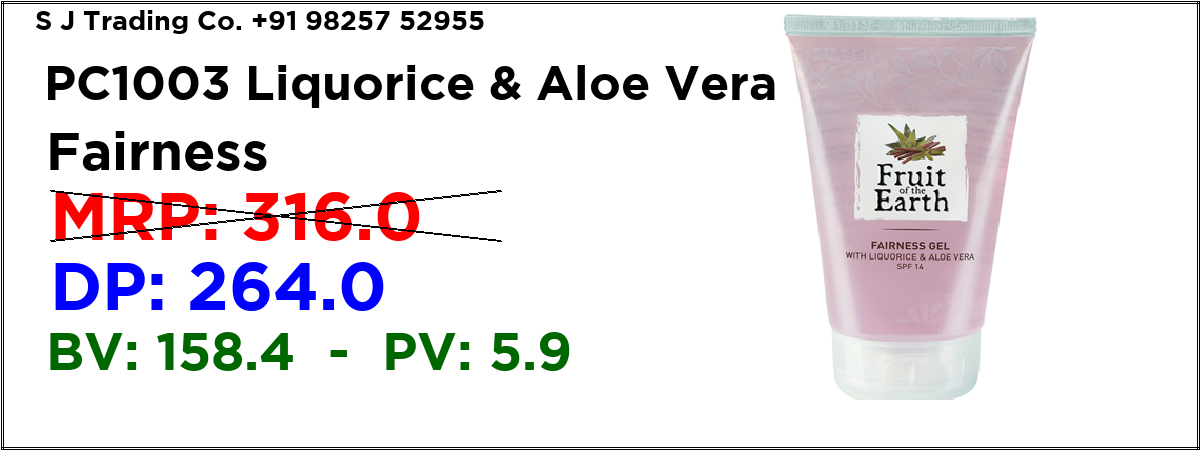 S J Trading Co. +91 98257 52955
PC1003 Liquorice & Aloe Vera
Fairness
MRP: 316.0
DP: 264.0
BV: 158.4 - PV: 5.9
Fruit
of the
Earth
FAIRNESS GEL
WITH LIQUORICE & ALOE VERA
SPF 14